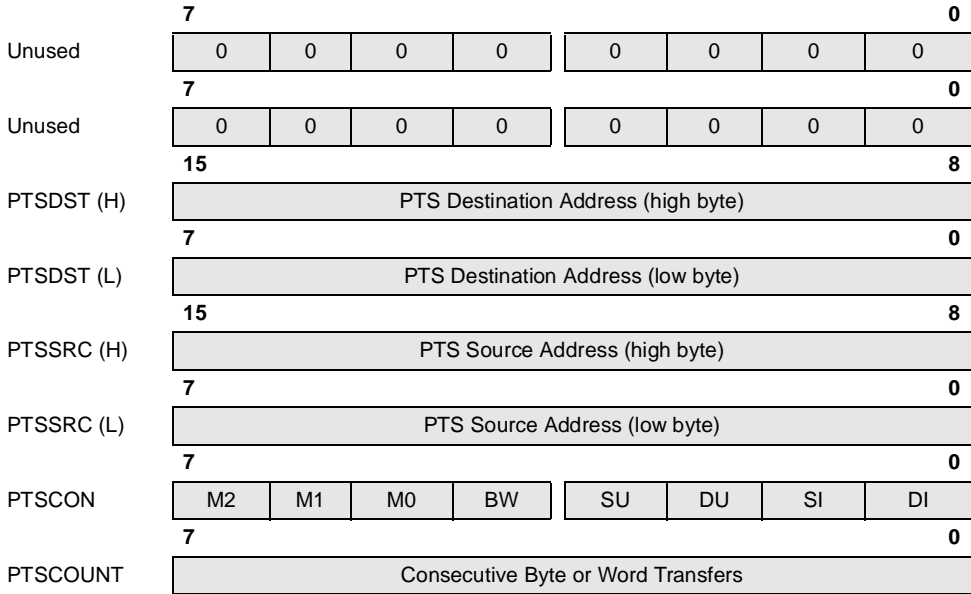 7 0
Unused 0 0 0 0 0 0 0 0
7 0
Unused 0 0 0 0 0 0 0 0
15 8
PTSDST (H) PTS Destination Address (high byte)
7 0
PTSDST (L) PTS Destination Address (low byte)
15 8
PTSSRC (H) PTS Source Address (high byte)
7 0
PTSSRC (L) PTS Source Address (low byte)
7 0
PTSCON M2 M1 M0 BW SU DU SI DI
7 0
PTSCOUNT Consecutive Byte or Word Transfers